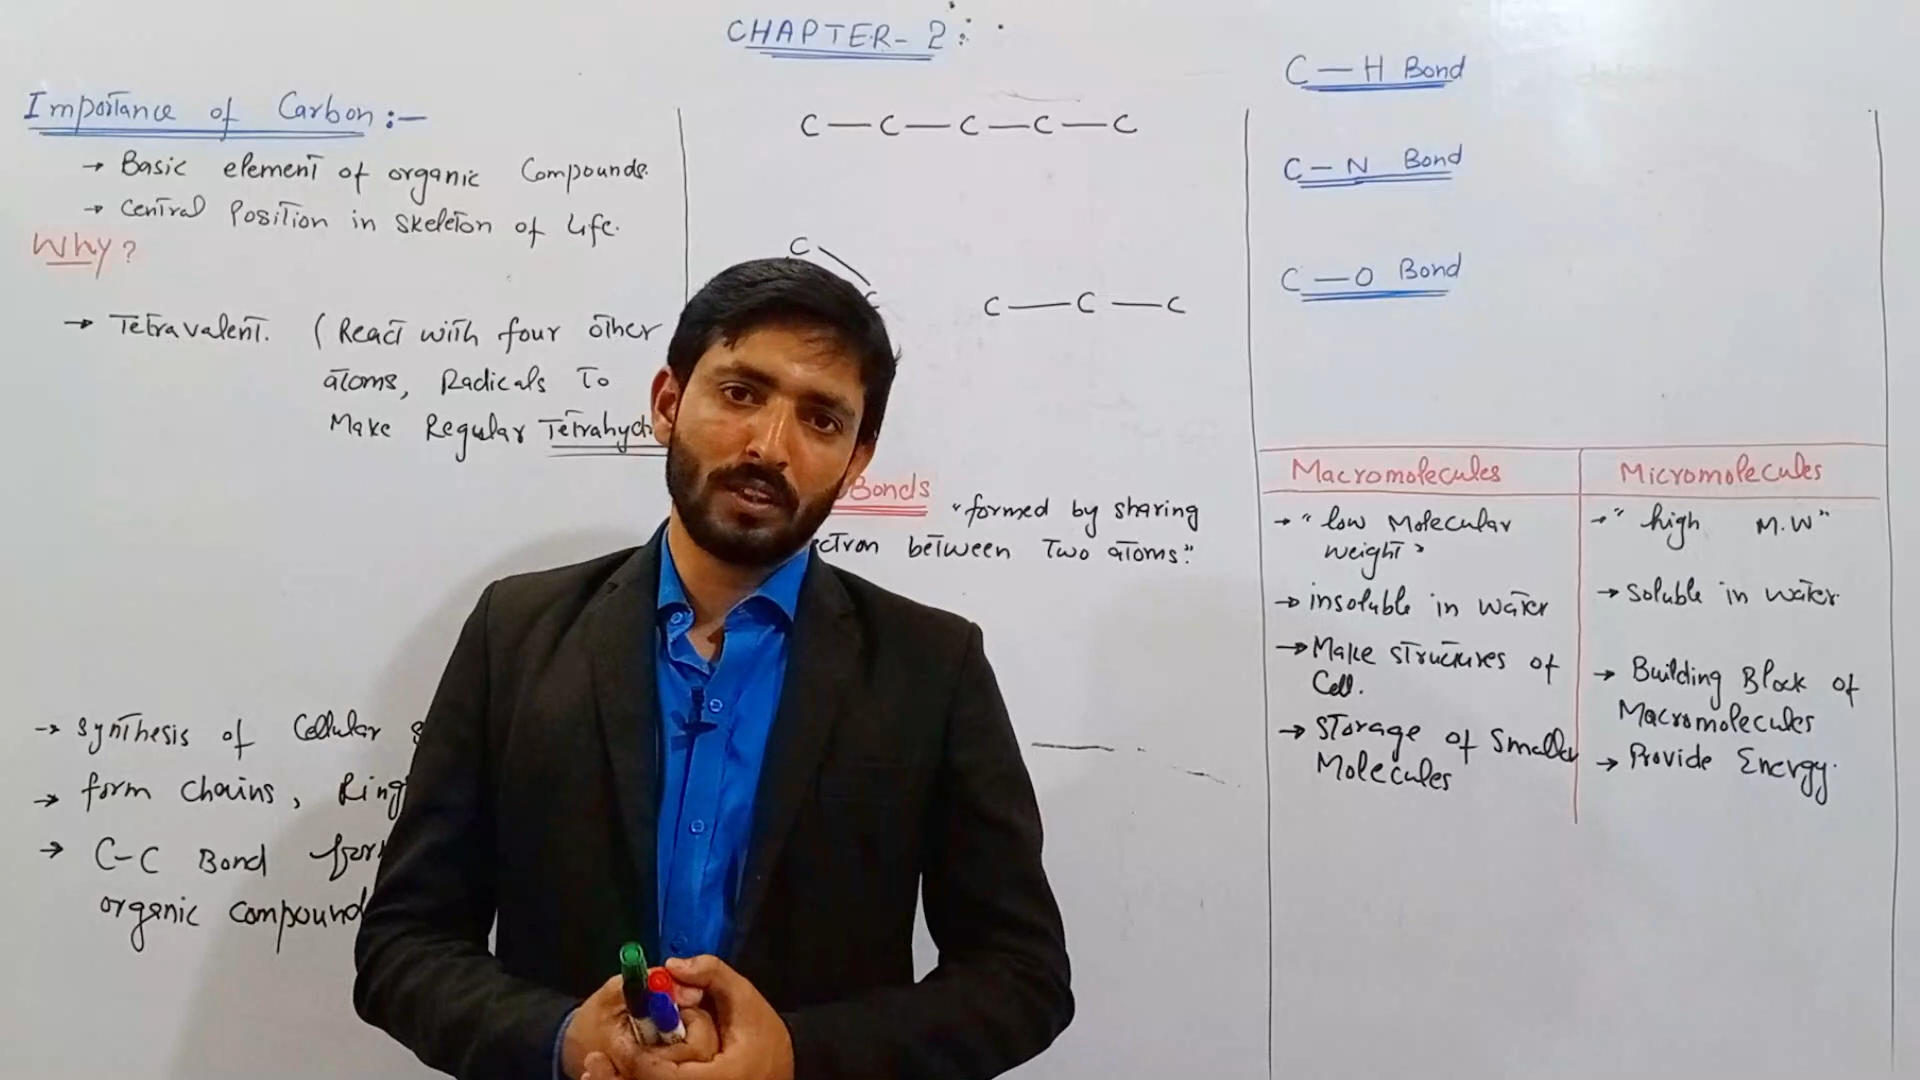 CHAPTER- 2:
Importance of Carbon:-
→ Basic element of organic Compounds.
→ Central Position in skeleton of life.
Why?
→ Tetravalent. (React with four other
atoms, Radicals To
Make Regular Tetrahyd
→ Synthesis of Cellular
→ form Chains, Ring
→ C-C Bond form
organic compound
C — C — C — C — C
C
C
C — C — C
Bonds "formed by sharing
ctron between Two atoms."
C — H Bond
C — N Bond
C — O Bond
Macromolecules
→ "low Molecular
weight"
→ insoluble in water
→ Make structures of
Cell.
→ Storage of Smaller
Molecules
Micromolecules
→ "high M.W"
→ Soluble in water
→ Building Block of
Macromolecules
→ Provide Energy.